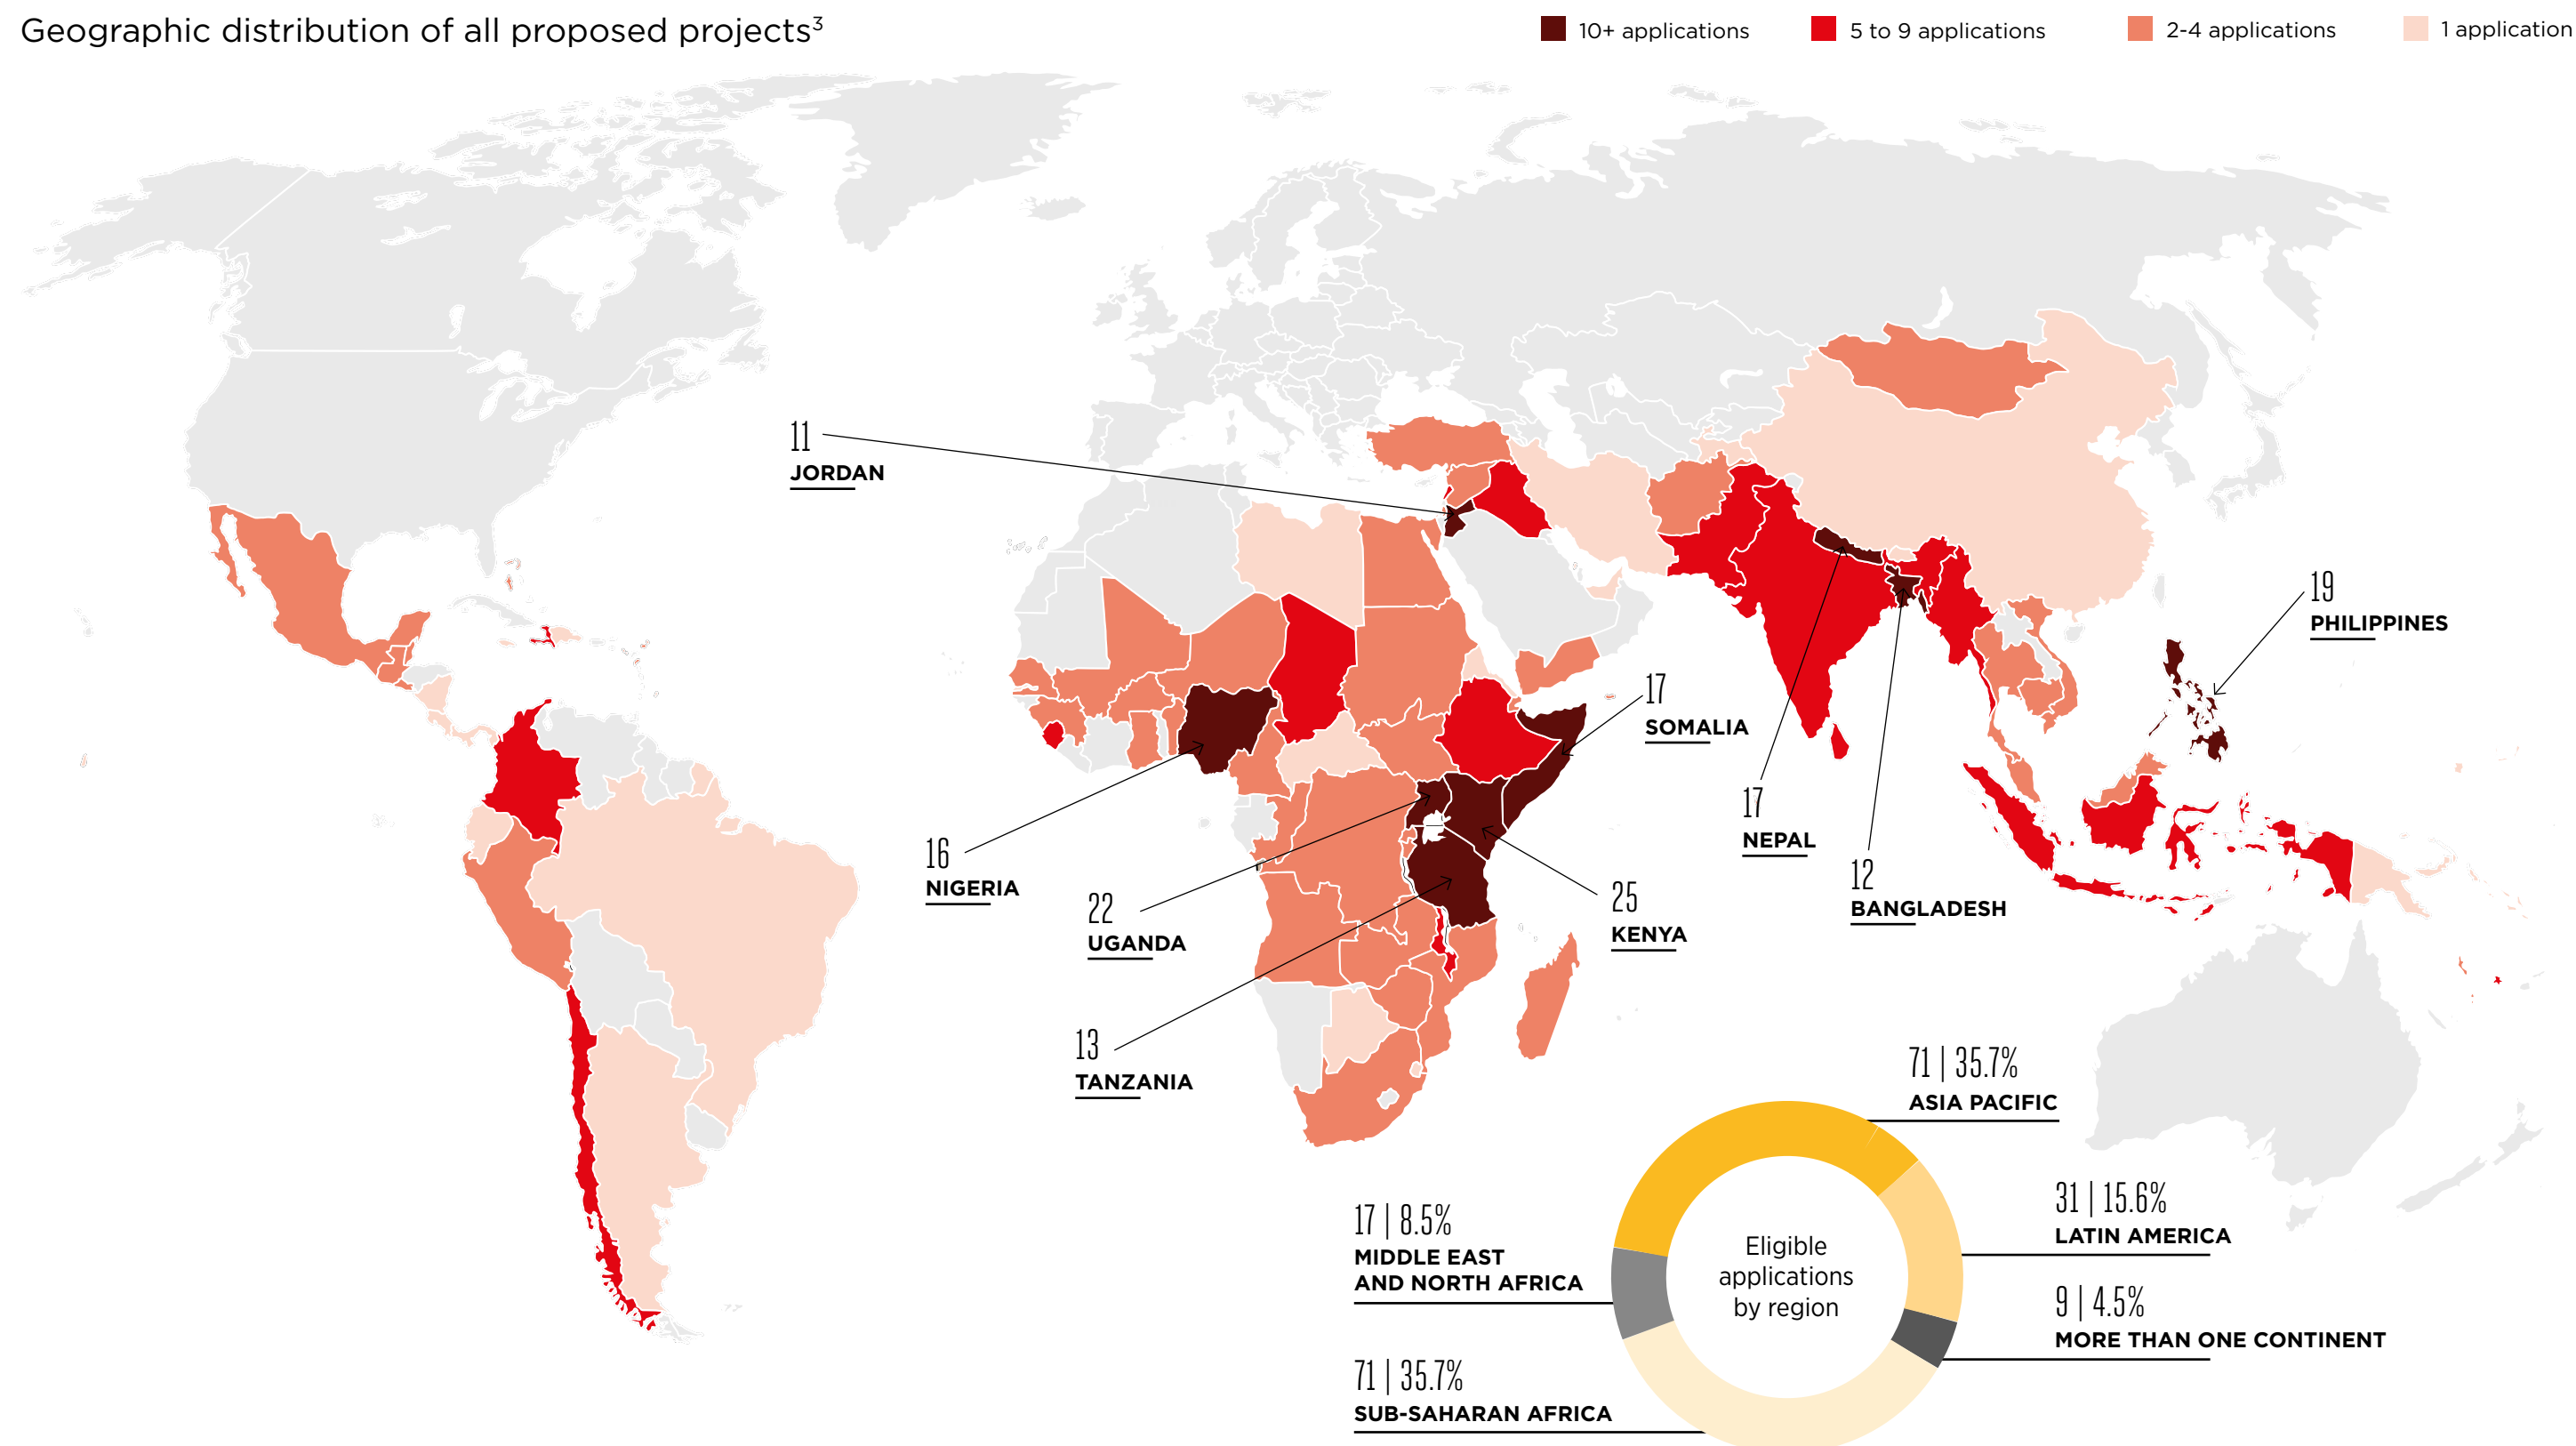 Geographic distribution of all proposed projects³
10+ applications
5 to 9 applications
2-4 applications
1 application
11
JORDAN
19
PHILIPPINES
17
SOMALIA
17
NEPAL
12
BANGLADESH
16
NIGERIA
22
UGANDA
25
KENYA
13
TANZANIA
71 | 35.7%
ASIA PACIFIC
31 | 15.6%
LATIN AMERICA
17 | 8.5%
MIDDLE EAST
AND NORTH AFRICA
Eligible
applications
by region
9 | 4.5%
MORE THAN ONE CONTINENT
71 | 35.7%
SUB-SAHARAN AFRICA